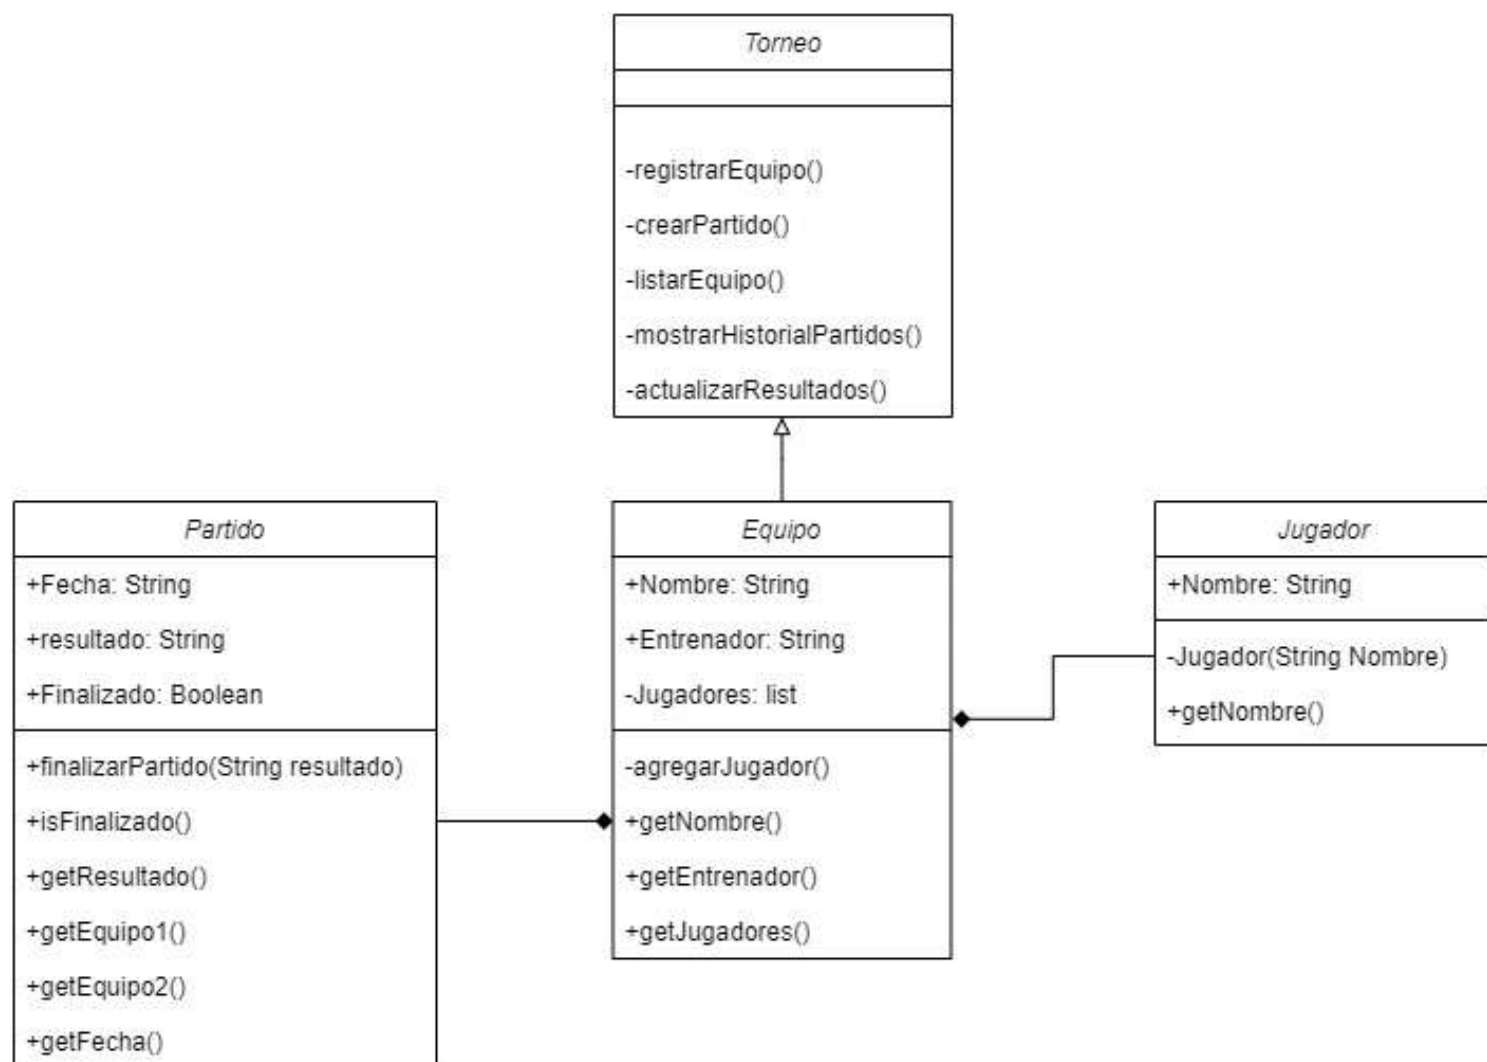 Torneo
-registrarEquipo()
-crearPartido()
-listarEquipo()
-mostrarHistorialPartidos()
-actualizarResultados()
Partido
+Fecha: String
+resultado: String
+Finalizado: Boolean
+finalizarPartido(String resultado)
+isFinalizado()
+getResultado()
+getEquipo1()
+getEquipo2()
+getFecha()
Equipo
+Nombre: String
+Entrenador: String
-Jugadores: list
-agregarJugador()
+getNombre()
+getEntrenador()
+getJugadores()
Jugador
+Nombre: String
-Jugador(String Nombre)
+getNombre()